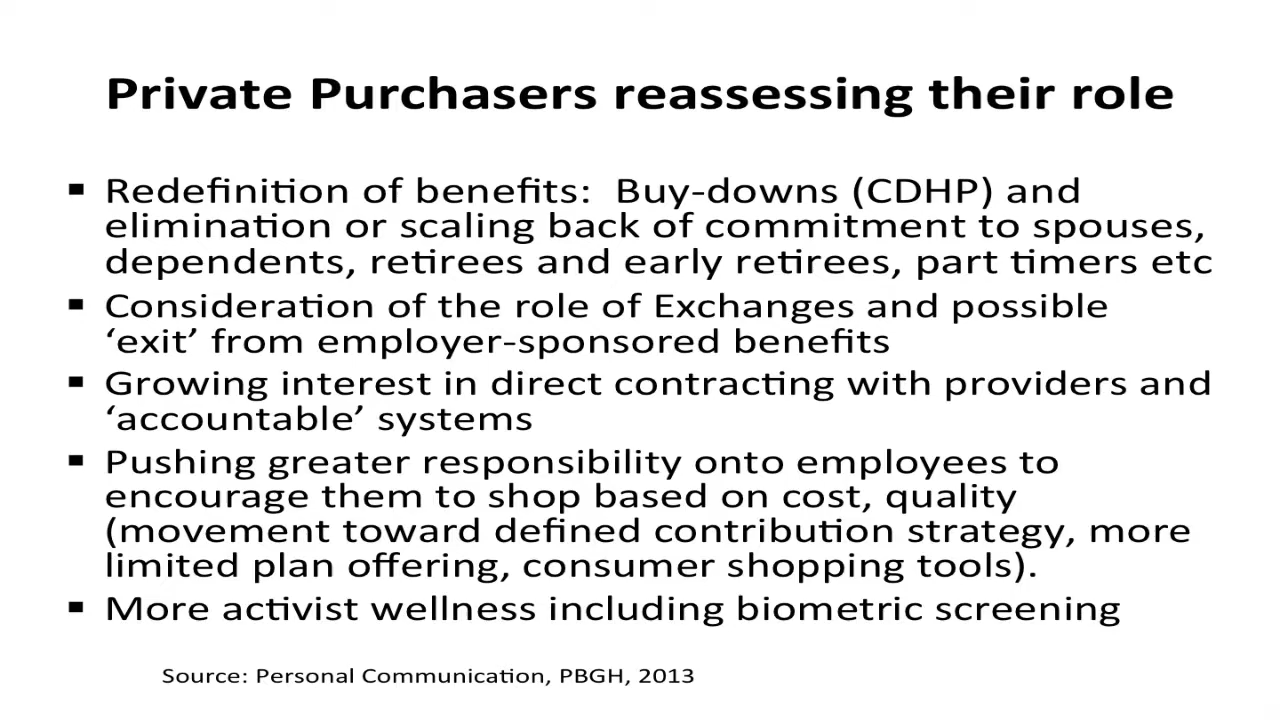 Private Purchasers reassessing their role
▪ Redefinition of benefits:  Buy-downs (CDHP) and
elimination or scaling back of commitment to spouses,
dependents, retirees and early retirees, part timers etc
▪ Consideration of the role of Exchanges and possible
‘exit’ from employer-sponsored benefits
▪ Growing interest in direct contracting with providers and
‘accountable’ systems
▪ Pushing greater responsibility onto employees to
encourage them to shop based on cost, quality
(movement toward defined contribution strategy, more
limited plan offering, consumer shopping tools).
▪ More activist wellness including biometric screening
Source: Personal Communication, PBGH, 2013